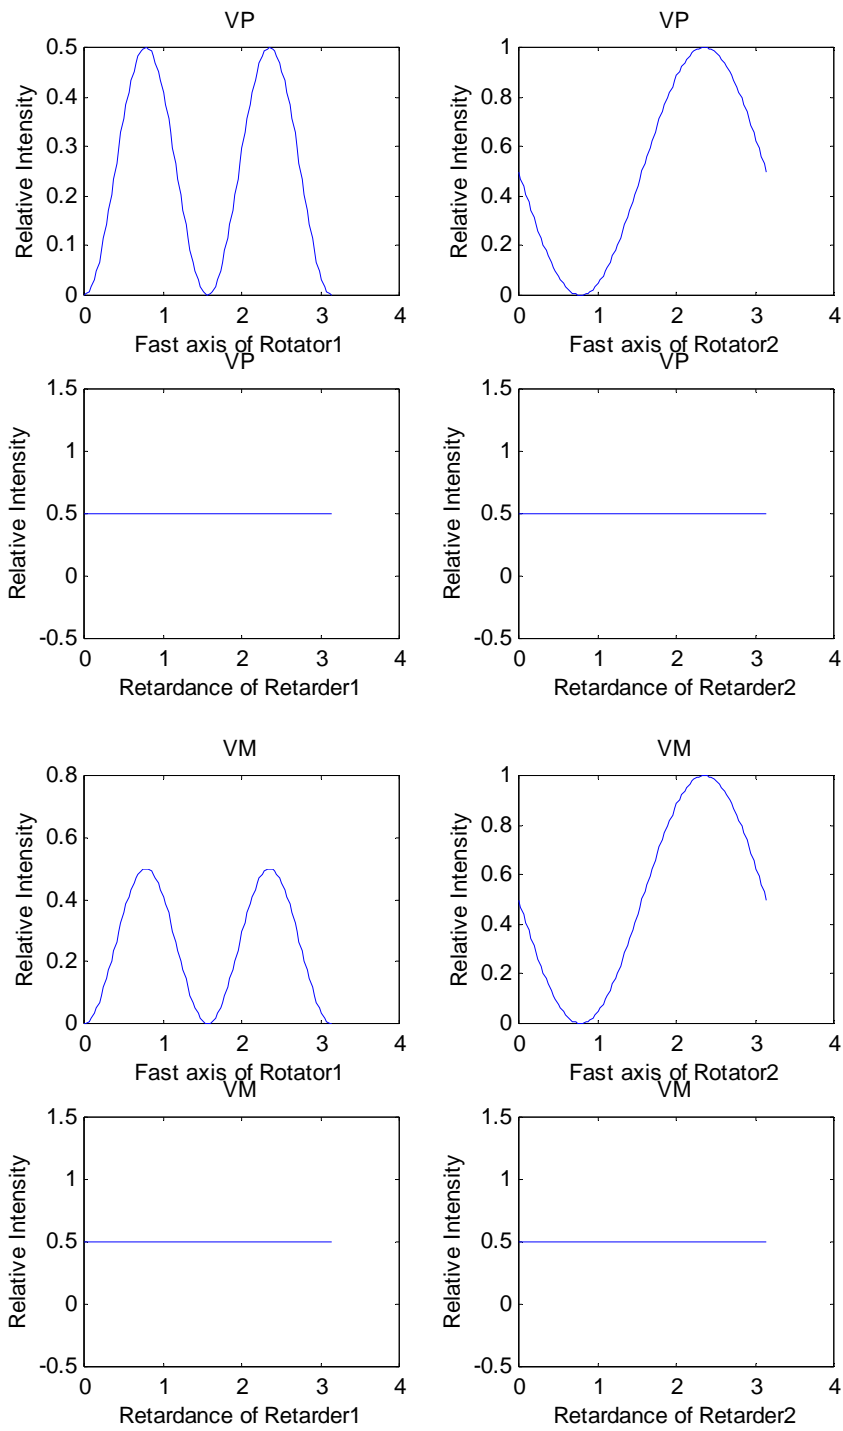 VP VP
0.5
0.4
0.3
0.2
0.1
0
0 1 2 3 4
Relative Intensity
Fast axis of Rotator1
1
0.8
0.6
0.4
0.2
0
0 1 2 3 4
Relative Intensity
Fast axis of Rotator2
VP VP
1.5
1
0.5
0
-0.5
0 1 2 3 4
Relative Intensity
Retardance of Retarder1
1.5
1
0.5
0
-0.5
0 1 2 3 4
Relative Intensity
Retardance of Retarder2
VM VM
0.8
0.6
0.4
0.2
0
0 1 2 3 4
Relative Intensity
Fast axis of Rotator1
1
0.8
0.6
0.4
0.2
0
0 1 2 3 4
Relative Intensity
Fast axis of Rotator2
VM VM
1.5
1
0.5
0
-0.5
0 1 2 3 4
Relative Intensity
Retardance of Retarder1
1.5
1
0.5
0
-0.5
0 1 2 3 4
Relative Intensity
Retardance of Retarder2